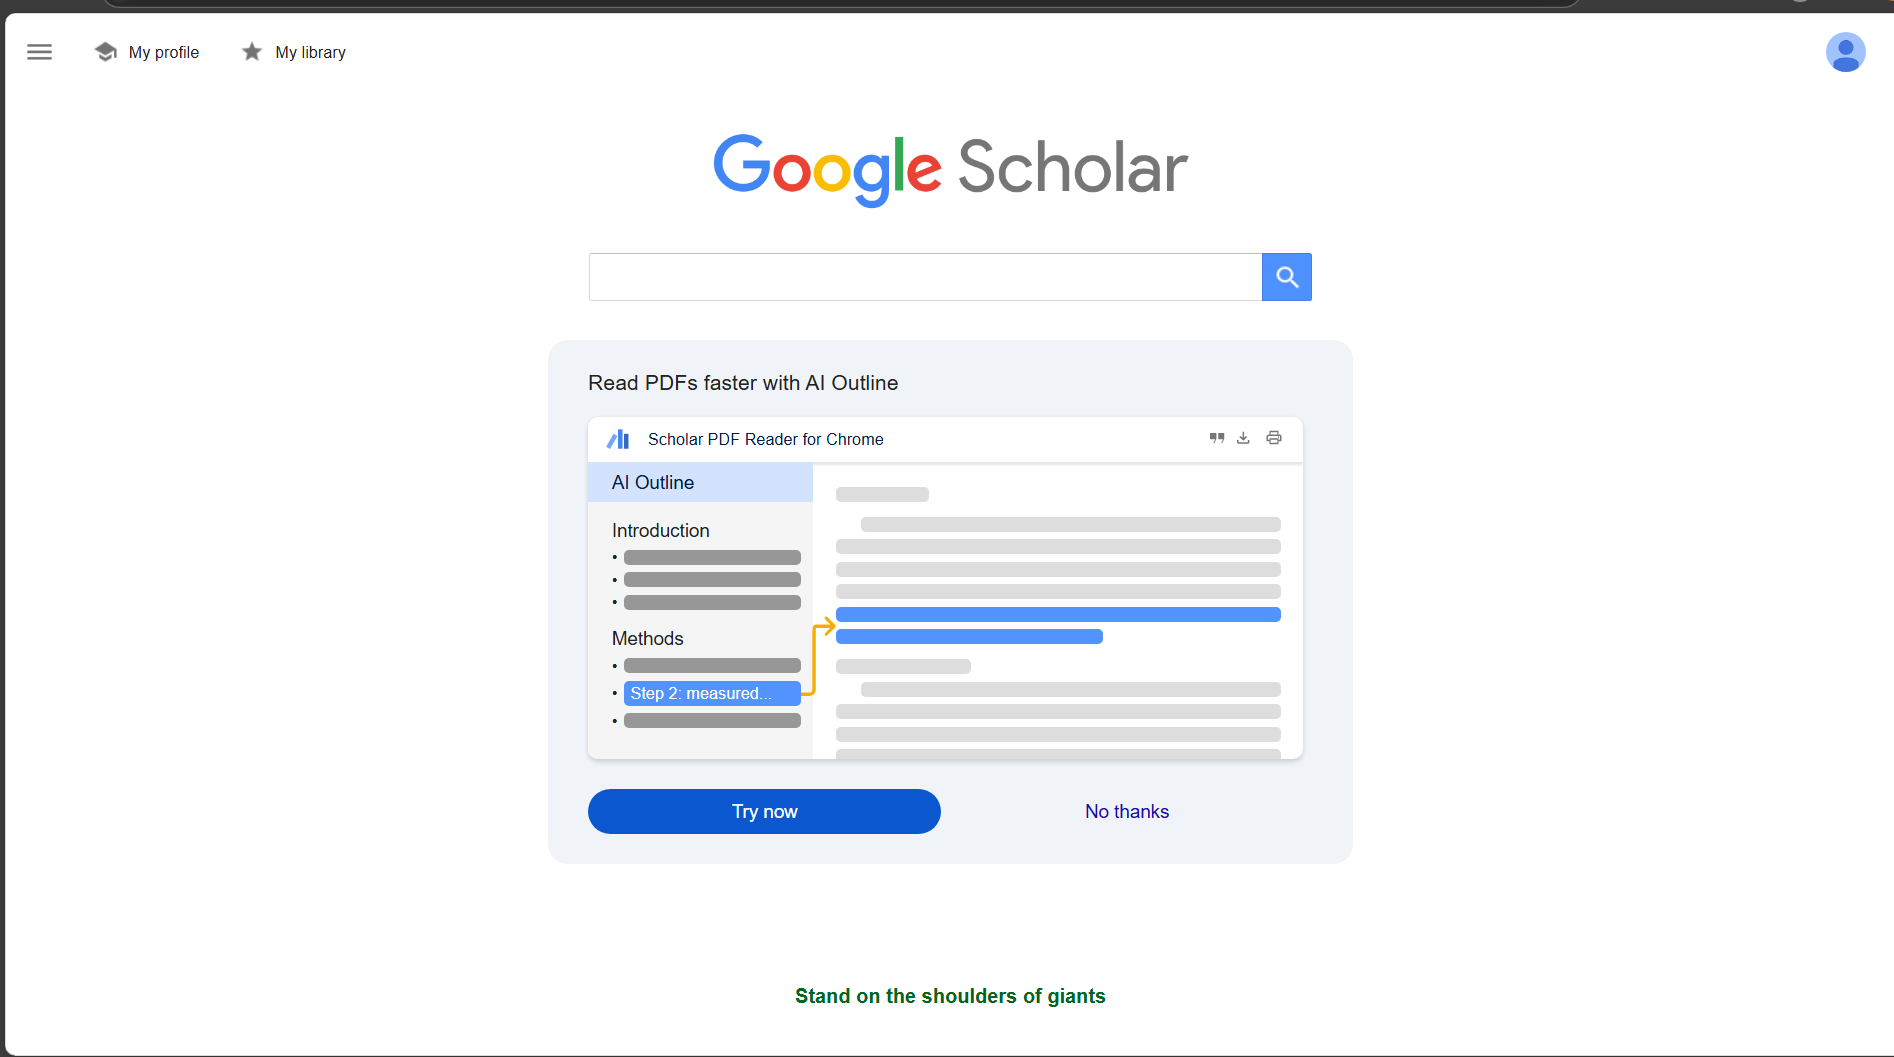 My profile
My library
Google Scholar
Read PDFs faster with AI Outline
Scholar PDF Reader for Chrome
AI Outline
Introduction
Methods
Step 2: measured...
Try now
No thanks
Stand on the shoulders of giants